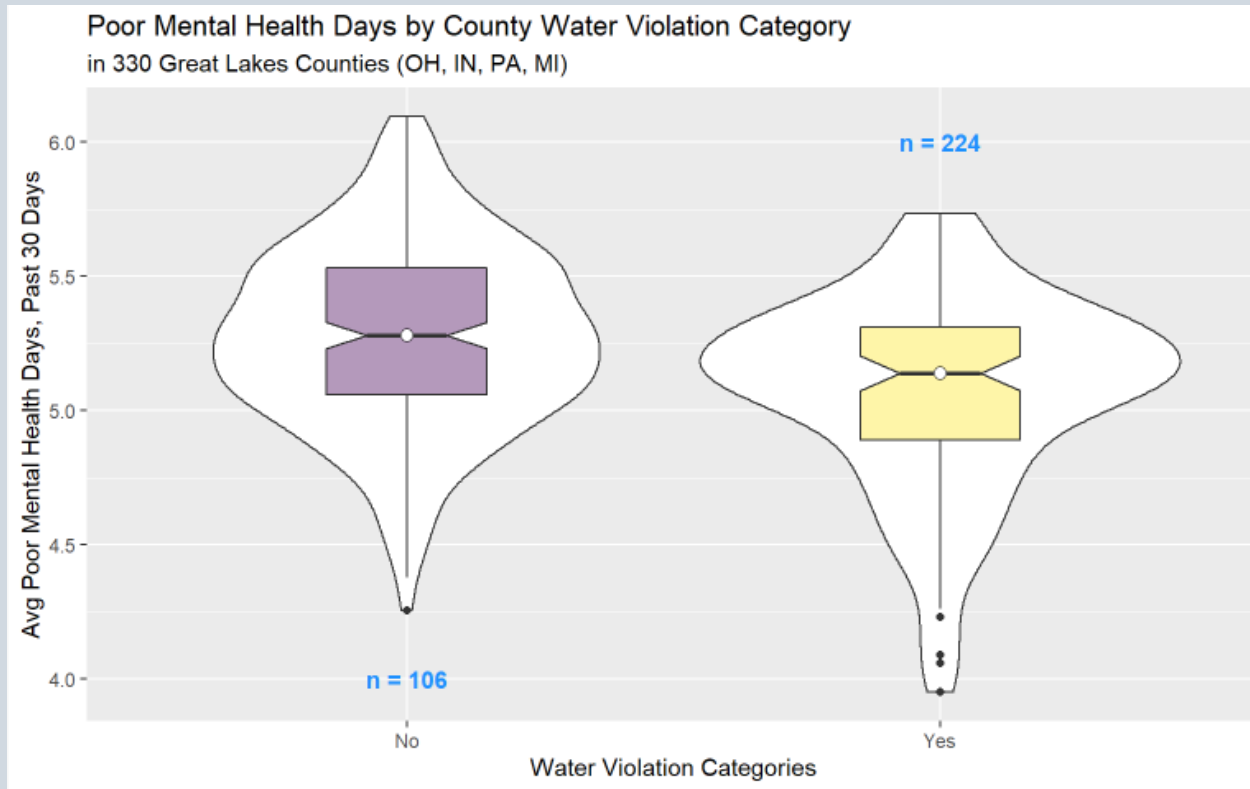 Poor Mental Health Days by County Water Violation Category
in 330 Great Lakes Counties (OH, IN, PA, MI)
Avg Poor Mental Health Days, Past 30 Days
6.0
5.5
5.0
4.5
4.0
n = 224
n = 106
No
Yes
Water Violation Categories